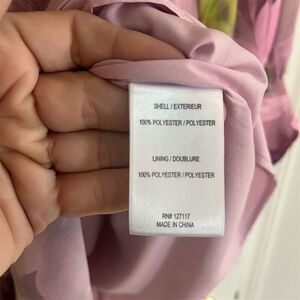 SHELL / EXTERIEUR
100% POLYESTER / POLYESTER
LINING / DOUBLURE
100% POLYESTER / POLYESTER
RN# 127117
MADE IN CHINA